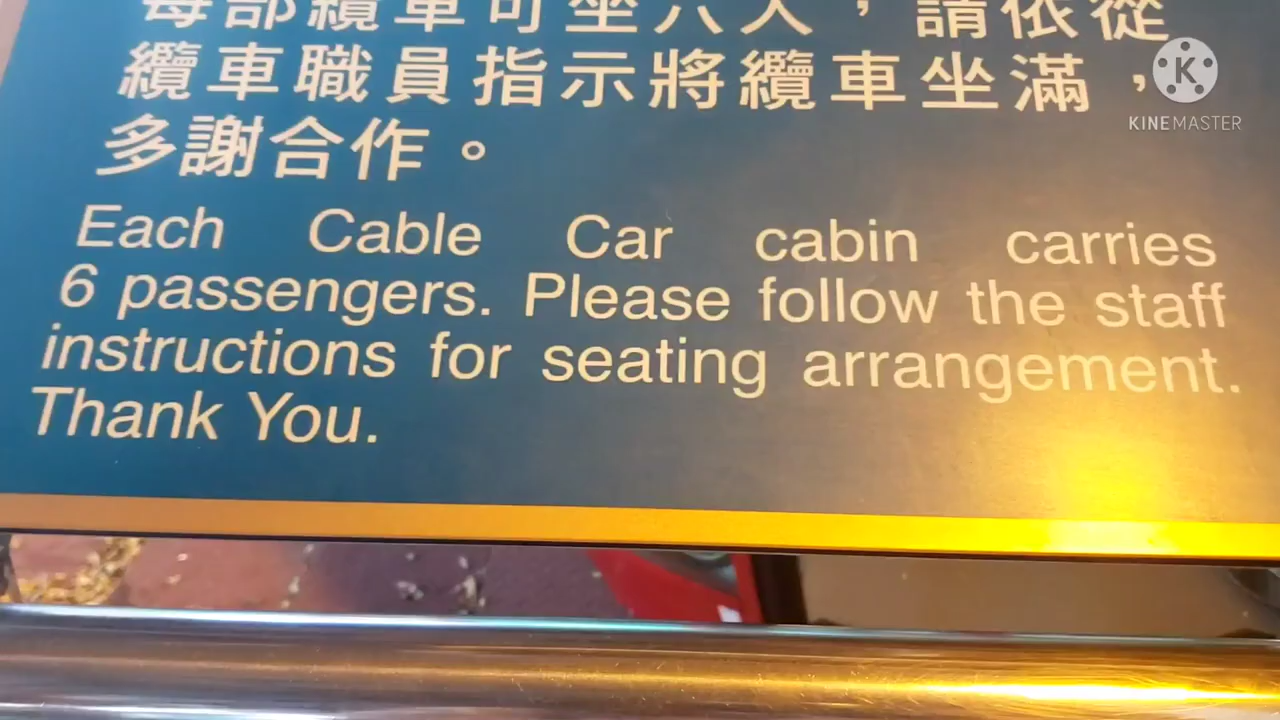 每部纜車可坐六人，請依從
纜車職員指示將纜車坐滿，
多謝合作。
Each Cable Car cabin carries
6 passengers. Please follow the staff
instructions for seating arrangement.
Thank You.
K
KINEMASTER